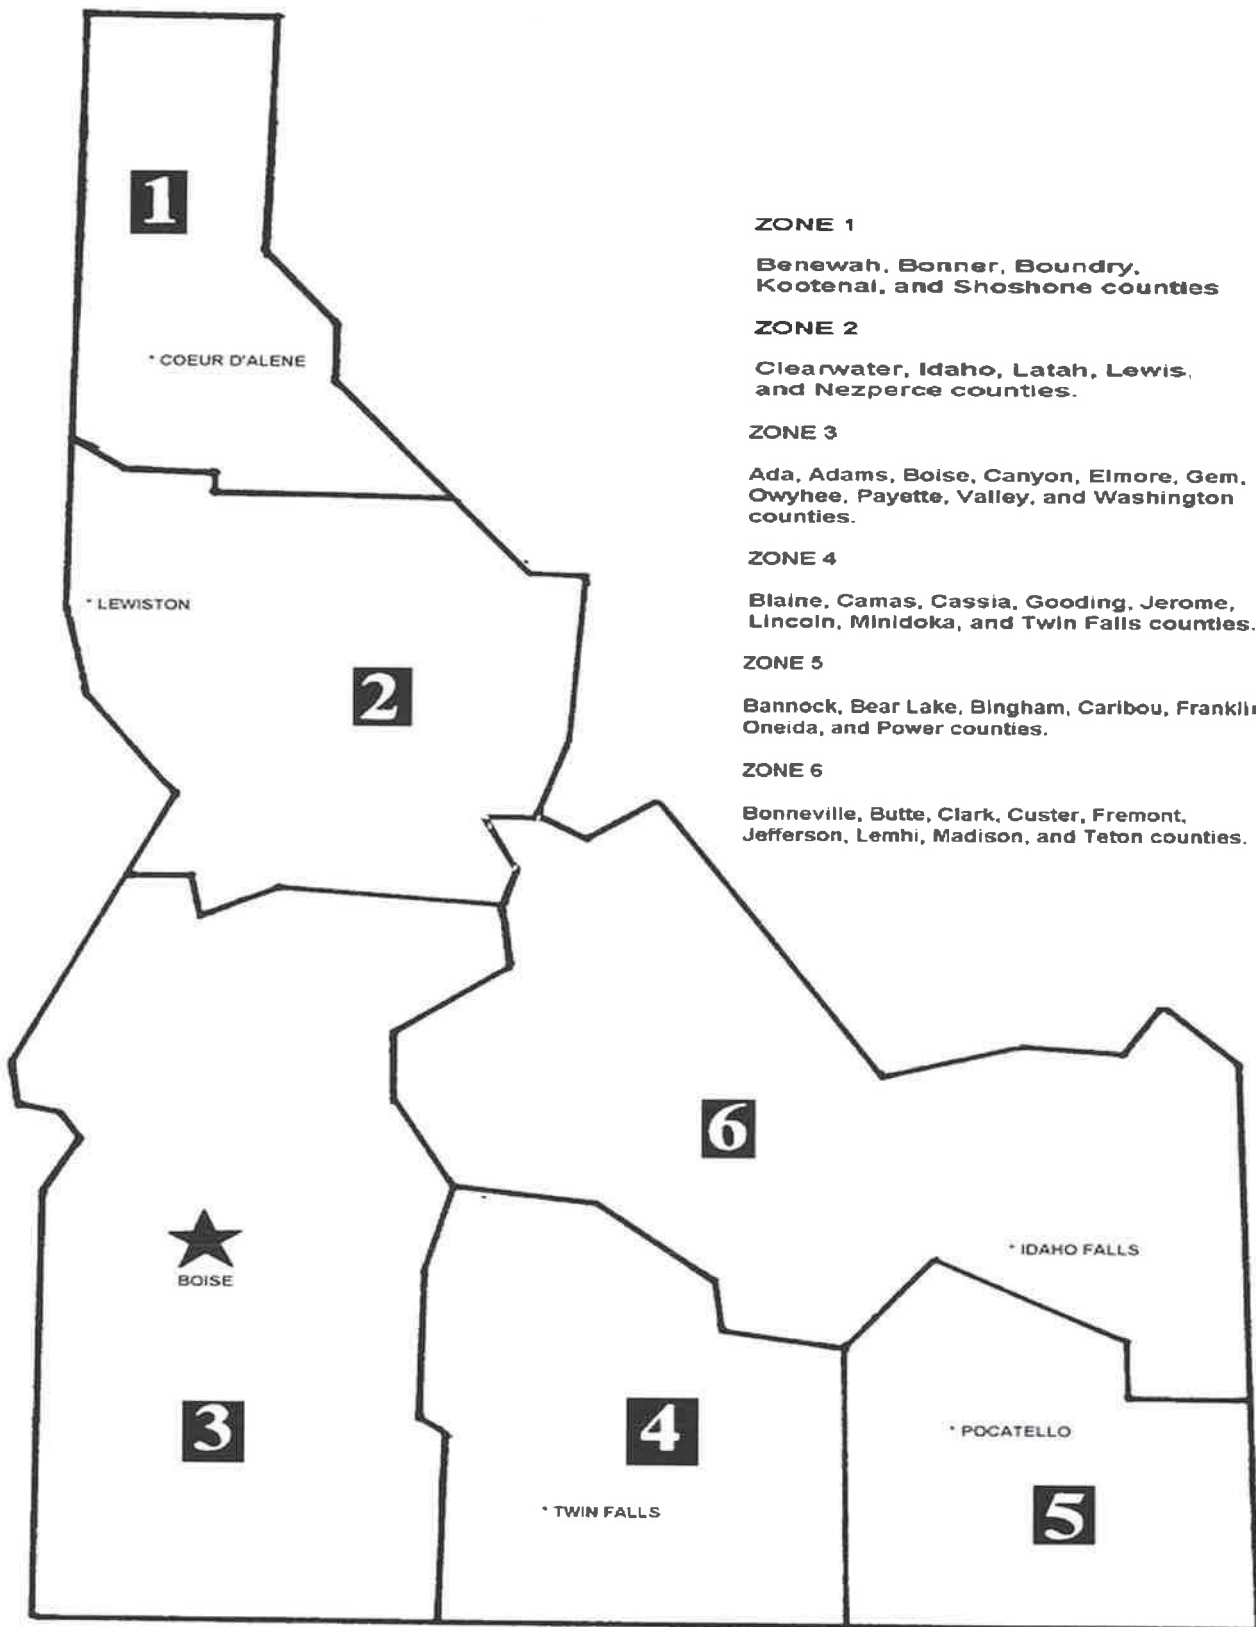 1
ZONE 1
Benewah, Bonner, Boundry,
Kootenai, and Shoshone counties
ZONE 2
* COEUR D'ALENE
Clearwater, Idaho, Latah, Lewis,
and Nezperce counties.
ZONE 3
Ada, Adams, Boise, Canyon, Elmore, Gem,
Owyhee, Payette, Valley, and Washington
counties.
ZONE 4
* LEWISTON
Blaine, Camas, Cassia, Gooding, Jerome,
Lincoln, Minidoka, and Twin Falls counties.
2
ZONE 5
Bannock, Bear Lake, Bingham, Caribou, Franklin
Oneida, and Power counties.
ZONE 6
Bonneville, Butte, Clark, Custer, Fremont,
Jefferson, Lemhi, Madison, and Teton counties.
6
* IDAHO FALLS
BOISE
3
4
* POCATELLO
* TWIN FALLS
5